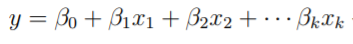 y = β₀ + β₁x₁ + β₂x₂ + ··· βₖxₖ